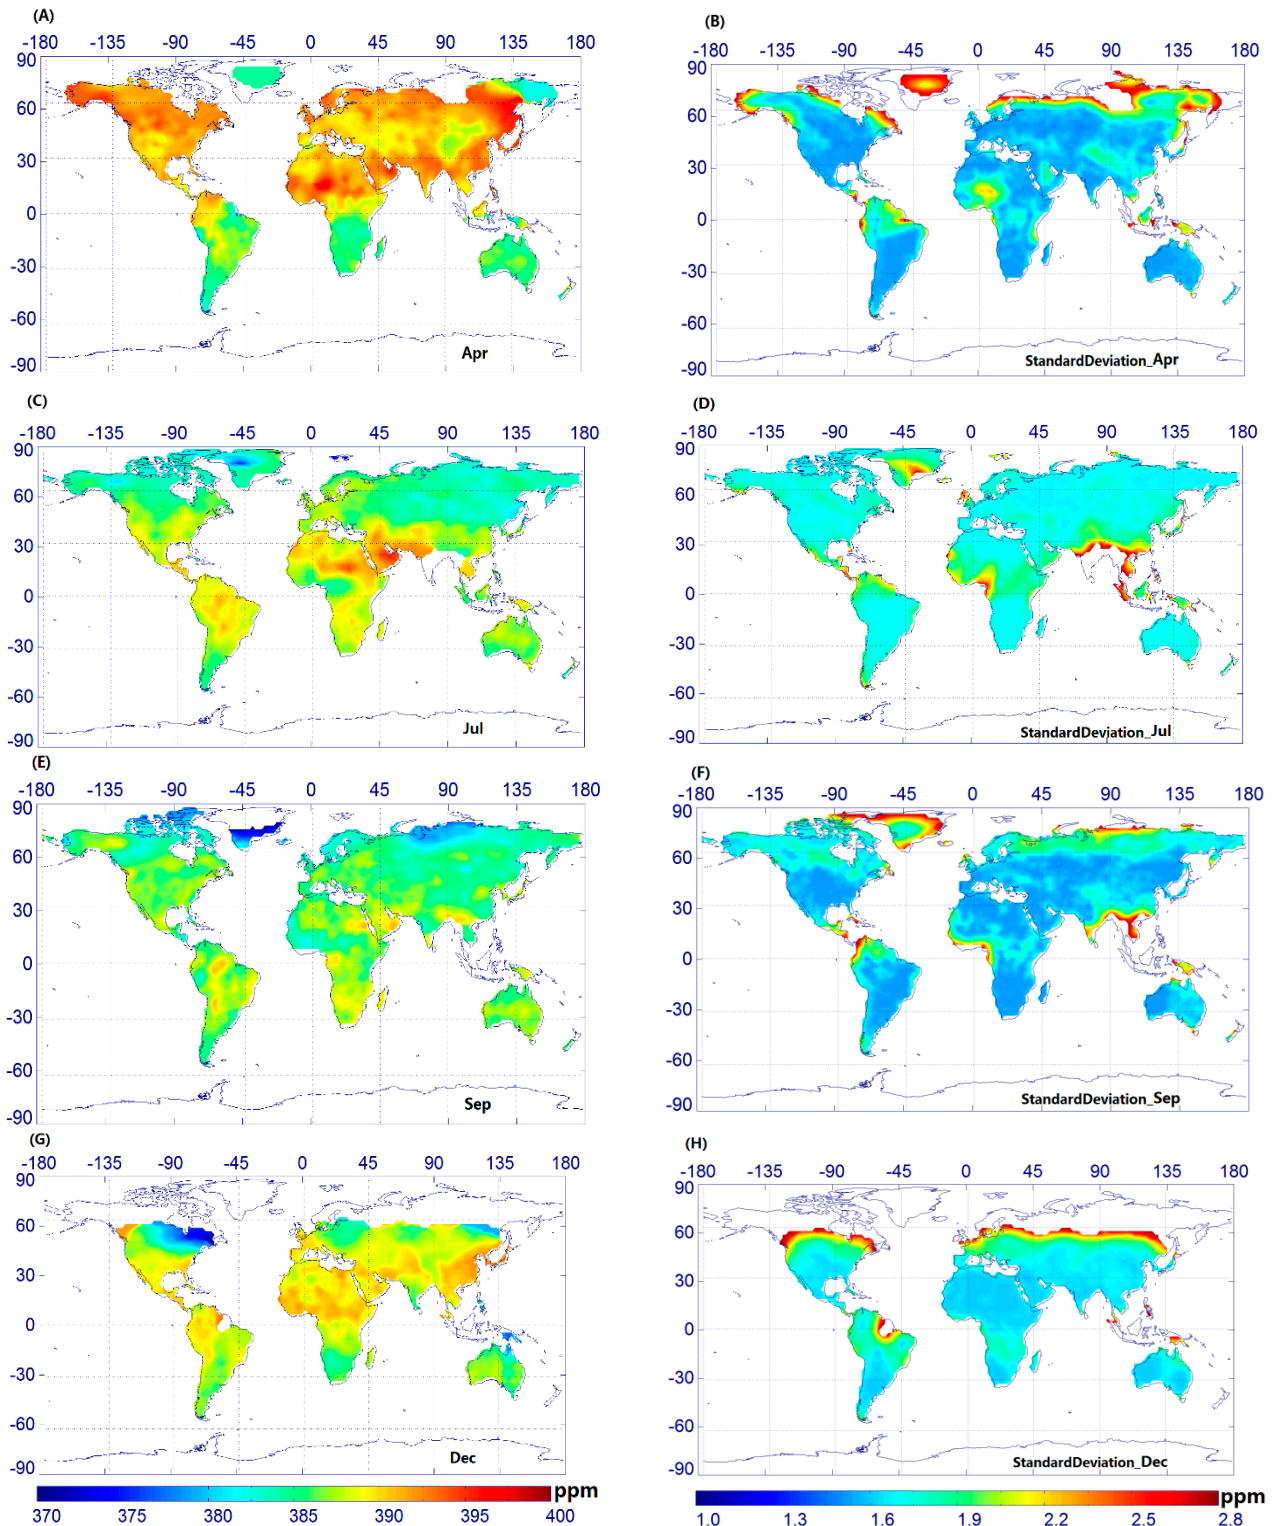 (A)
-180 -135 -90 -45 0 45 90 135 180
90
60
30
0
-30
-60
-90
Apr
(B)
-180 -135 -90 -45 0 45 90 135 180
90
60
30
0
-30
-60
-90
StandardDeviation_Apr
(C)
-180 -135 -90 -45 0 45 90 135 180
90
60
30
0
-30
-60
-90
Jul
(D)
-180 -135 -90 -45 0 45 90 135 180
90
60
30
0
-30
-60
-90
StandardDeviation_Jul
(E)
-180 -135 -90 -45 0 45 90 135 180
90
60
30
0
-30
-60
-90
Sep
(F)
-180 -135 -90 -45 0 45 90 135 180
90
60
30
0
-30
-60
-90
StandardDeviation_Sep
(G)
-180 -135 -90 -45 0 45 90 135 180
90
60
30
0
-30
-60
-90
Dec
(H)
-180 -135 -90 -45 0 45 90 135 180
90
60
30
0
-30
-60
-90
StandardDeviation_Dec
ppm
370 375 380 385 390 395 400
ppm
1.0 1.3 1.6 1.9 2.2 2.5 2.8